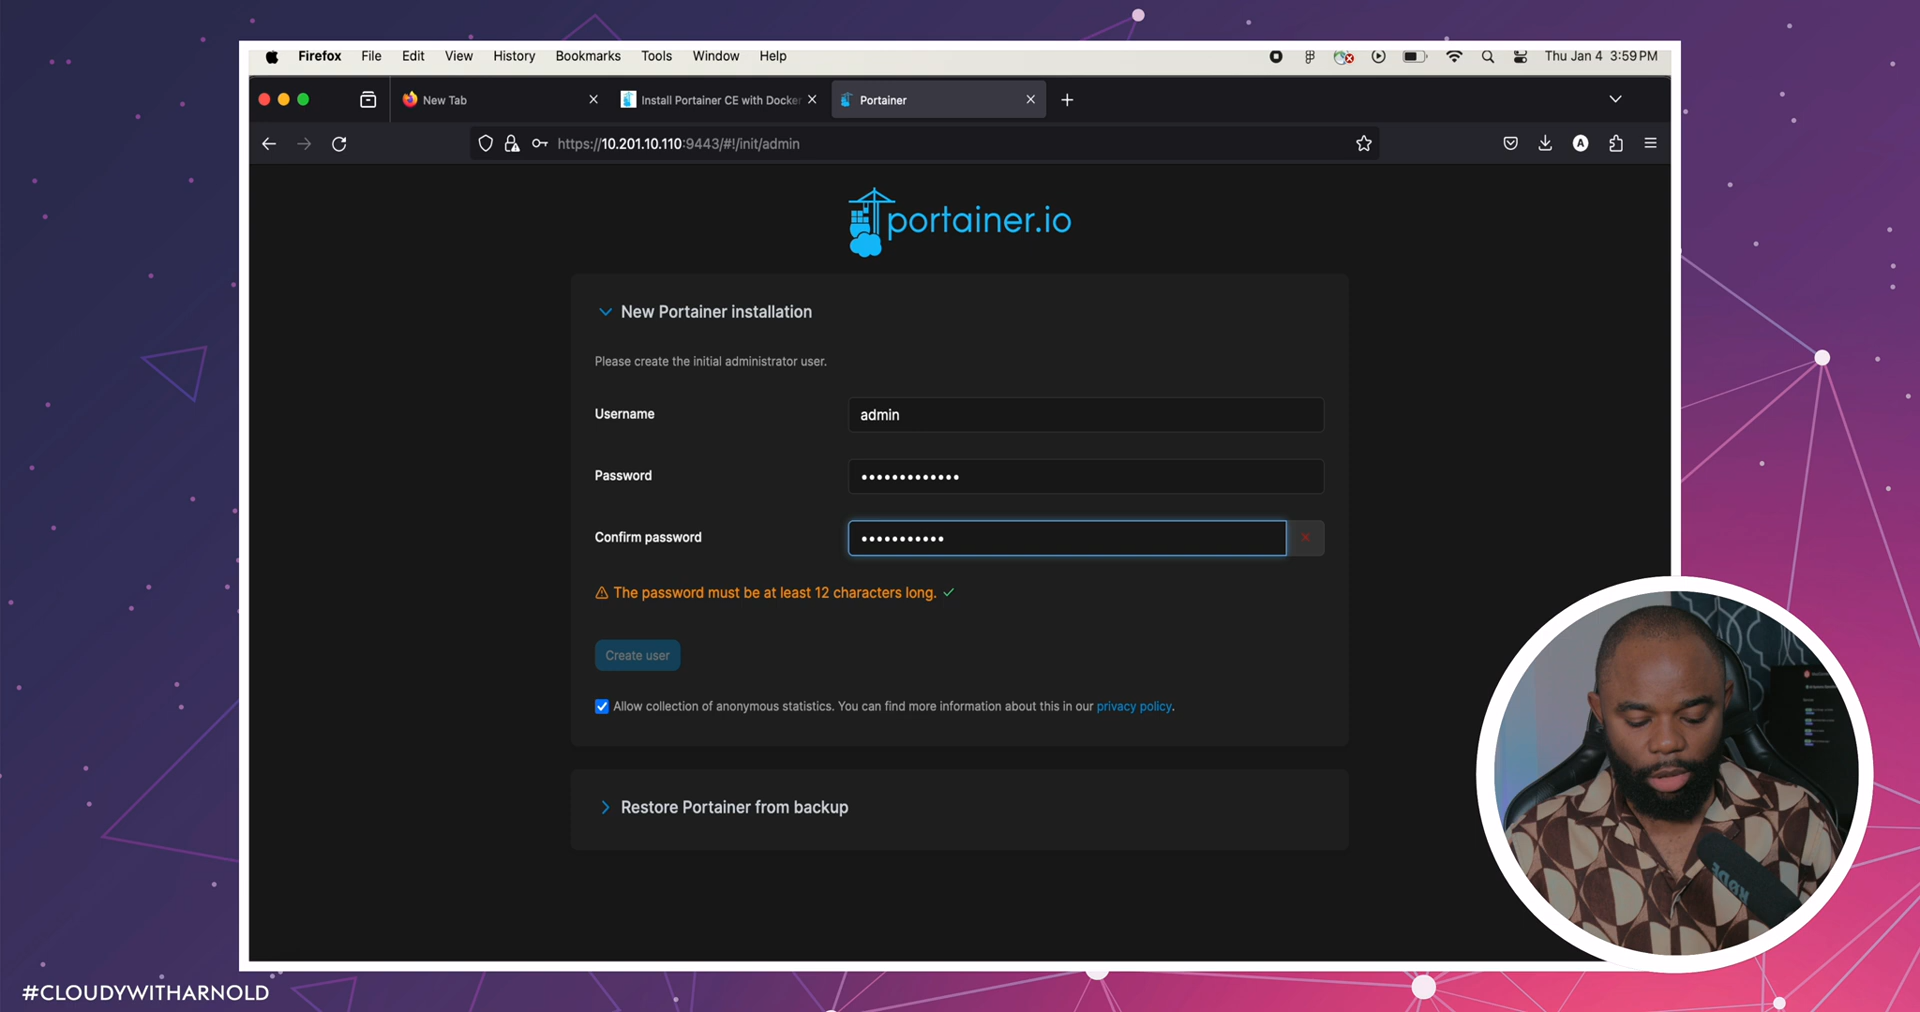 Firefox File Edit View History Bookmarks Tools Window Help Thu Jan 4 3:59 PM
New Tab Install Portainer CE with Docker Portainer
https://10.201.10.110:9443/#!/init/admin A
portainer.io
New Portainer installation
Please create the initial administrator user.
Username admin
Password •••••••••••••
Confirm password •••••••••••
The password must be at least 12 characters long.
Create user
Allow collection of anonymous statistics. You can find more information about this in our privacy policy.
Restore Portainer from backup
RØDE
#CLOUDYWITHARNOLD